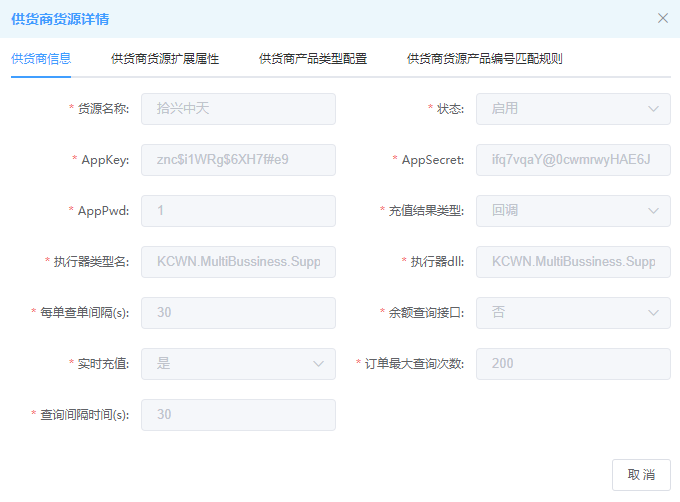 供货商货源详情
供货商信息 供货商货源扩展属性 供货商产品类型配置 供货商货源产品编号匹配规则
* 货源名称: 拾兴中天 * 状态: 启用
* AppKey: znc$i1WRg$6XH7f#e9 * AppSecret: ifq7vqaY@0cwmrwyHAE6J
* AppPwd: 1 * 充值结果类型: 回调
* 执行器类型名: KCWN.MultiBussiness.Supp * 执行器dll: KCWN.MultiBussiness.Supp
* 每单查单间隔(s): 30 * 余额查询接口: 否
* 实时充值: 是 * 订单最大查询次数: 200
* 查询间隔时间(s): 30
取 消